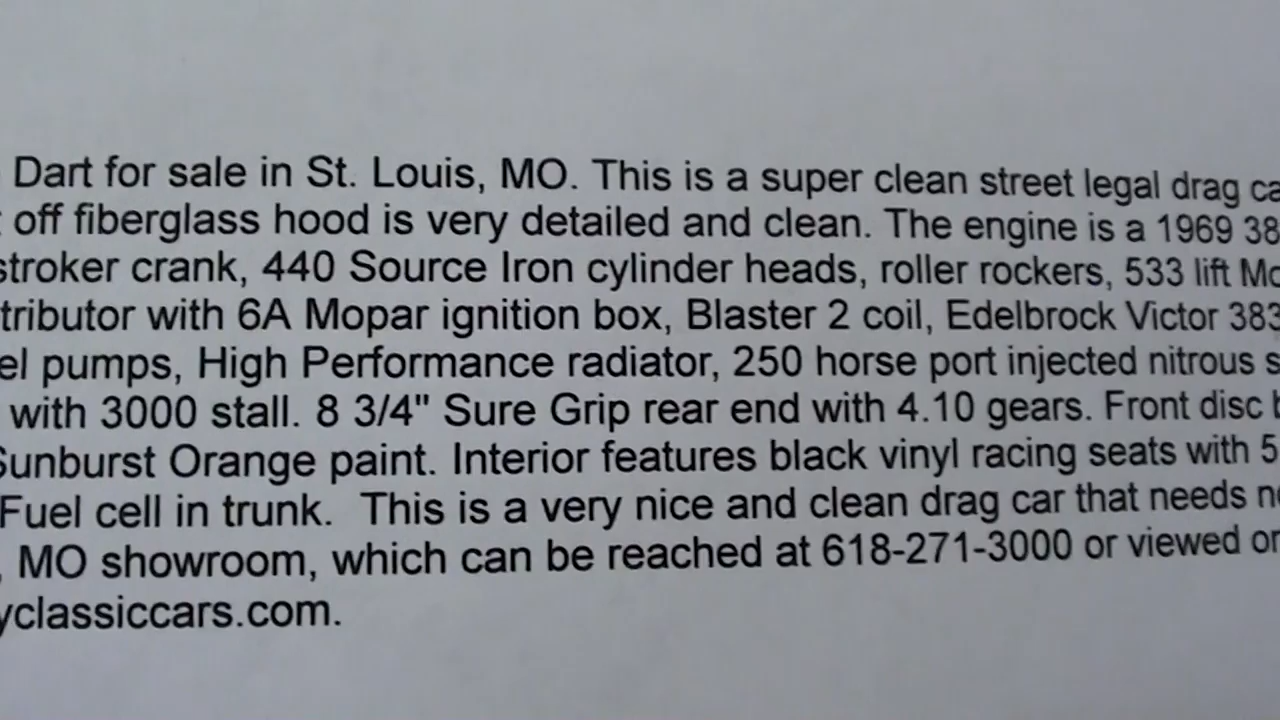 Dart for sale in St. Louis, MO. This is a super clean street legal drag
off fiberglass hood is very detailed and clean. The engine is a 1969
stroker crank, 440 Source Iron cylinder heads, roller rockers, 533 lift
with 6A Mopar ignition box, Blaster 2 coil, Edelbrock Victor 383
pumps, High Performance radiator, 250 horse port injected nitrous
with 3000 stall. 8 3/4" Sure Grip rear end with 4.10 gears. Front disc
Sunburst Orange paint. Interior features black vinyl racing seats with 5
Fuel cell in trunk. This is a very nice and clean drag car that needs
MO showroom, which can be reached at 618-271-3000 or viewed
yclassiccars.com.